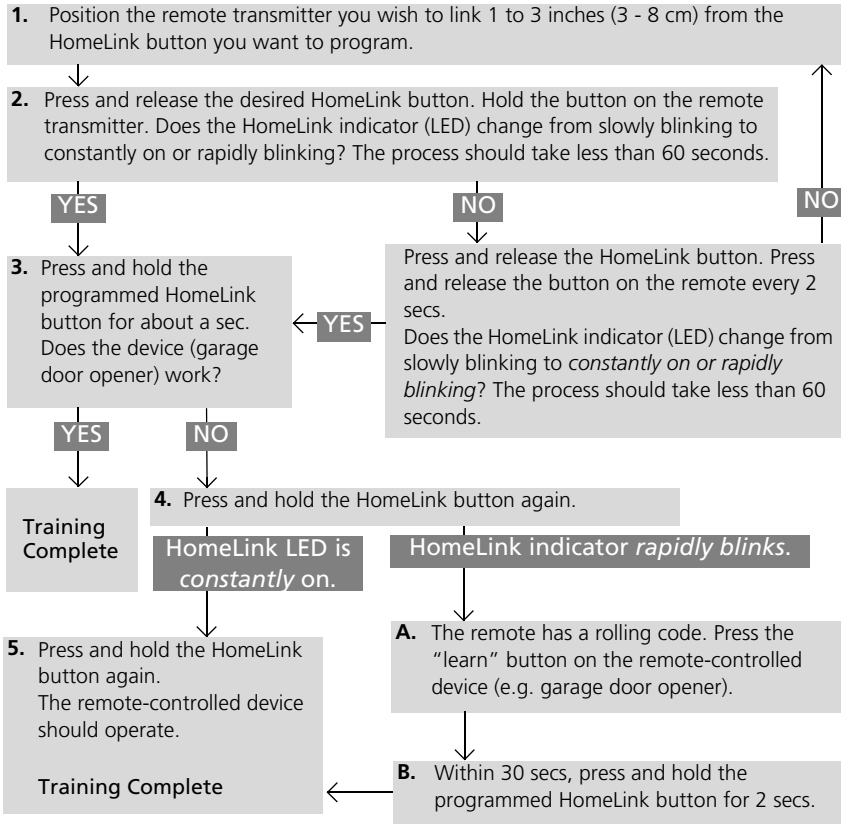 1. Position the remote transmitter you wish to link 1 to 3 inches (3 - 8 cm) from the
HomeLink button you want to program.
2. Press and release the desired HomeLink button. Hold the button on the remote
transmitter. Does the HomeLink indicator (LED) change from slowly blinking to
constantly on or rapidly blinking? The process should take less than 60 seconds.
YES
NO
NO
3. Press and hold the
programmed HomeLink
button for about a sec.
Does the device (garage
door opener) work?
YES
Press and release the HomeLink button. Press
and release the button on the remote every 2
secs.
Does the HomeLink indicator (LED) change from
slowly blinking to constantly on or rapidly
blinking? The process should take less than 60
seconds.
YES
NO
Training
Complete
4. Press and hold the HomeLink button again.
HomeLink LED is
constantly on.
HomeLink indicator rapidly blinks.
5. Press and hold the HomeLink
button again.
The remote-controlled device
should operate.
Training Complete
A. The remote has a rolling code. Press the
“learn” button on the remote-controlled
device (e.g. garage door opener).
B. Within 30 secs, press and hold the
programmed HomeLink button for 2 secs.